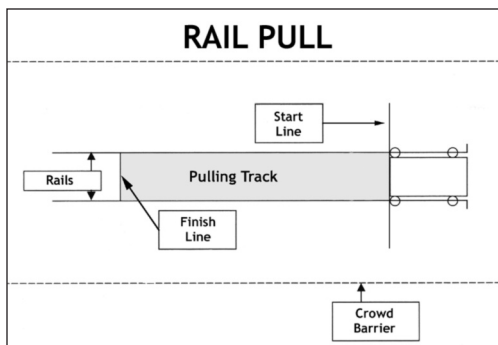 RAIL PULL
Start
Line
Rails
Pulling Track
Finish
Line
Crowd
Barrier